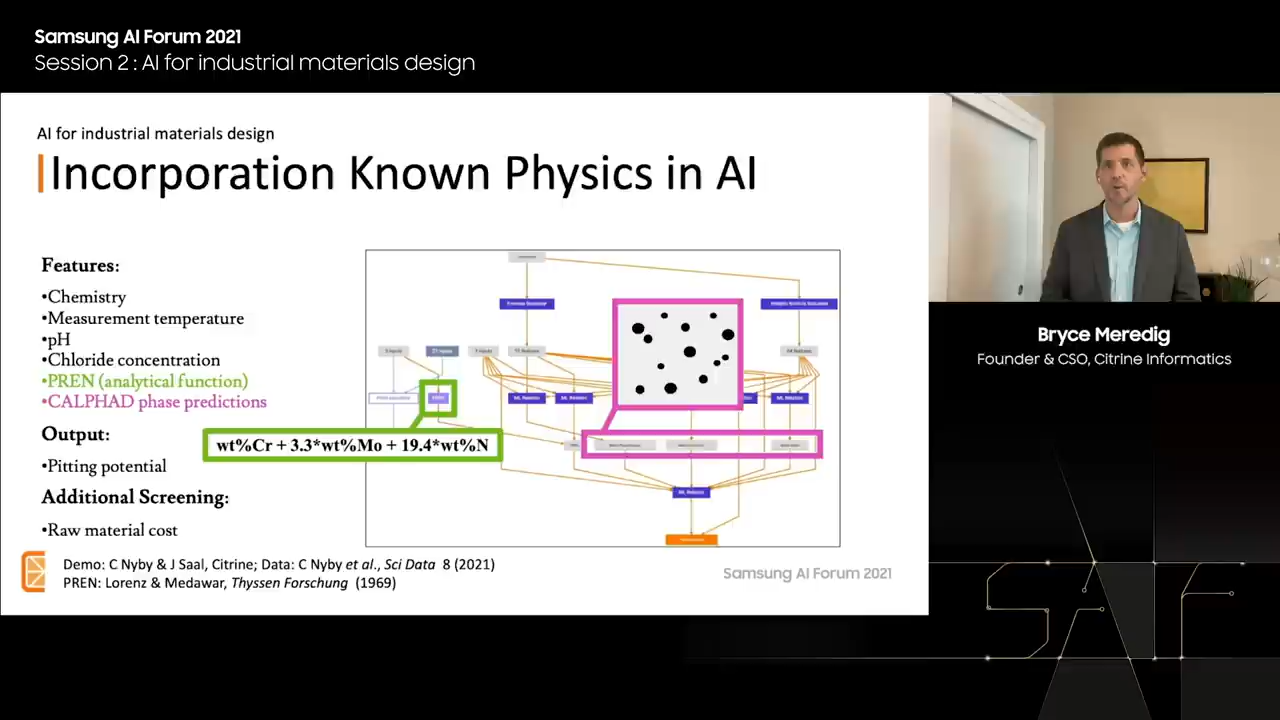 Samsung AI Forum 2021
Session 2 : AI for industrial materials design
AI for industrial materials design
Incorporation Known Physics in AI
Features:
•Chemistry
•Measurement temperature
•pH
•Chloride concentration
•PREN (analytical function)
•CALPHAD phase predictions
Output:
•Pitting potential
Additional Screening:
•Raw material cost
wt%Cr + 3.3*wt%Mo + 19.4*wt%N
Demo: C Nyby & J Saal, Citrine; Data: C Nyby et al., Sci Data 8 (2021)
PREN: Lorenz & Medawar, Thyssen Forschung (1969)
Samsung AI Forum 2021
Bryce Meredig
Founder & CSO, Citrine Informatics